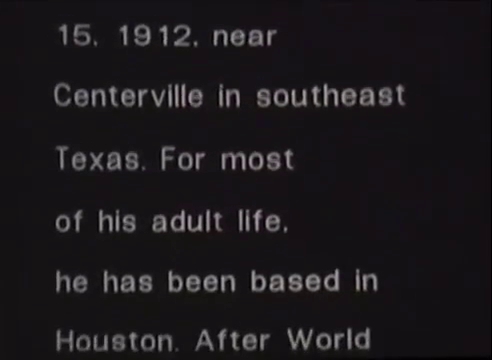 15, 1912, near
Centerville in southeast
Texas. For most
of his adult life,
he has been based in
Houston. After World